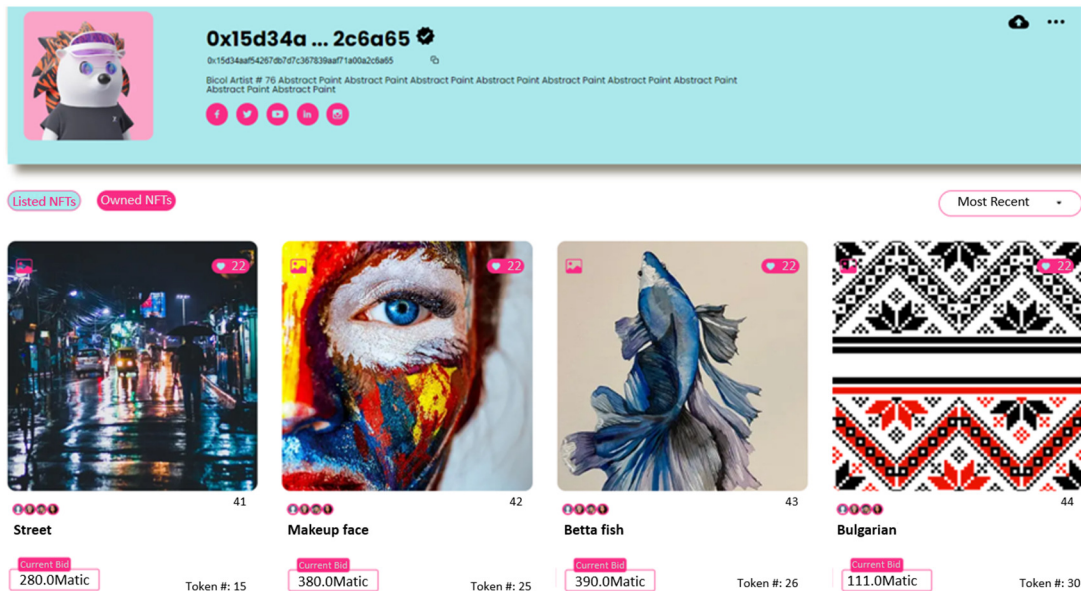 0x15d34a ... 2c6a65
0x15d34aaf54267db7d7c367839aaf71a00a2c6a65
Bicol Artist # 76 Abstract Paint Abstract Paint Abstract Paint Abstract Paint Abstract Paint Abstract Paint Abstract Paint
Abstract Paint Abstract Paint
Listed NFTs Owned NFTs
Most Recent
22 22 22 22
41 42 43 44
Street Makeup face Betta fish Bulgarian
Current Bid Current Bid Current Bid Current Bid
280.0Matic Token #: 15 380.0Matic Token #: 25 390.0Matic Token #: 26 111.0Matic Token #: 30